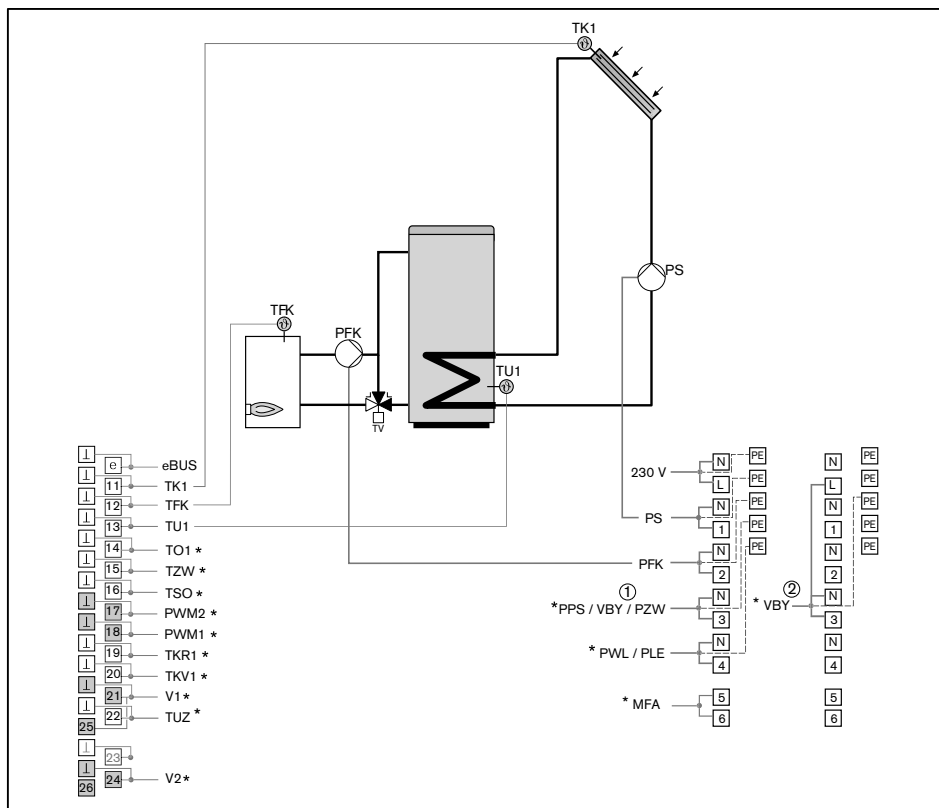 TK1
PS
TFK
PFK
TU1
TV
⊥
e eBUS
⊥
11 TK1
⊥
12 TFK
⊥
13 TU1
⊥
14 TO1 *
⊥
15 TZW *
⊥
16 TSO *
⊥
17 PWM2 *
⊥
18 PWM1 *
⊥
19 TKR1 *
⊥
20 TKV1 *
⊥
21 V1 *
⊥
22 TUZ *
25
⊥
23
⊥
24 V2 *
26
230 V N PE
L PE
PS N PE
1 PE
PFK N PE
2
①
*PPS / VBY / PZW N
3
* PWL / PLE N
4
* MFA 5
6
N PE
L PE
N PE
1 PE
N PE
2
②
* VBY N
3
N
4
5
6